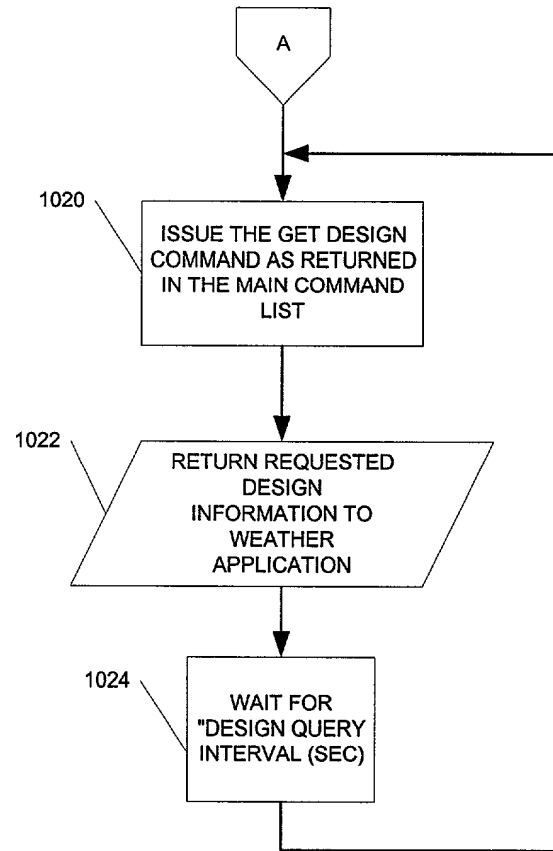 A
1020
ISSUE THE GET DESIGN
COMMAND AS RETURNED
IN THE MAIN COMMAND
LIST
1022
RETURN REQUESTED
DESIGN
INFORMATION TO
WEATHER
APPLICATION
1024
WAIT FOR
"DESIGN QUERY
INTERVAL (SEC)